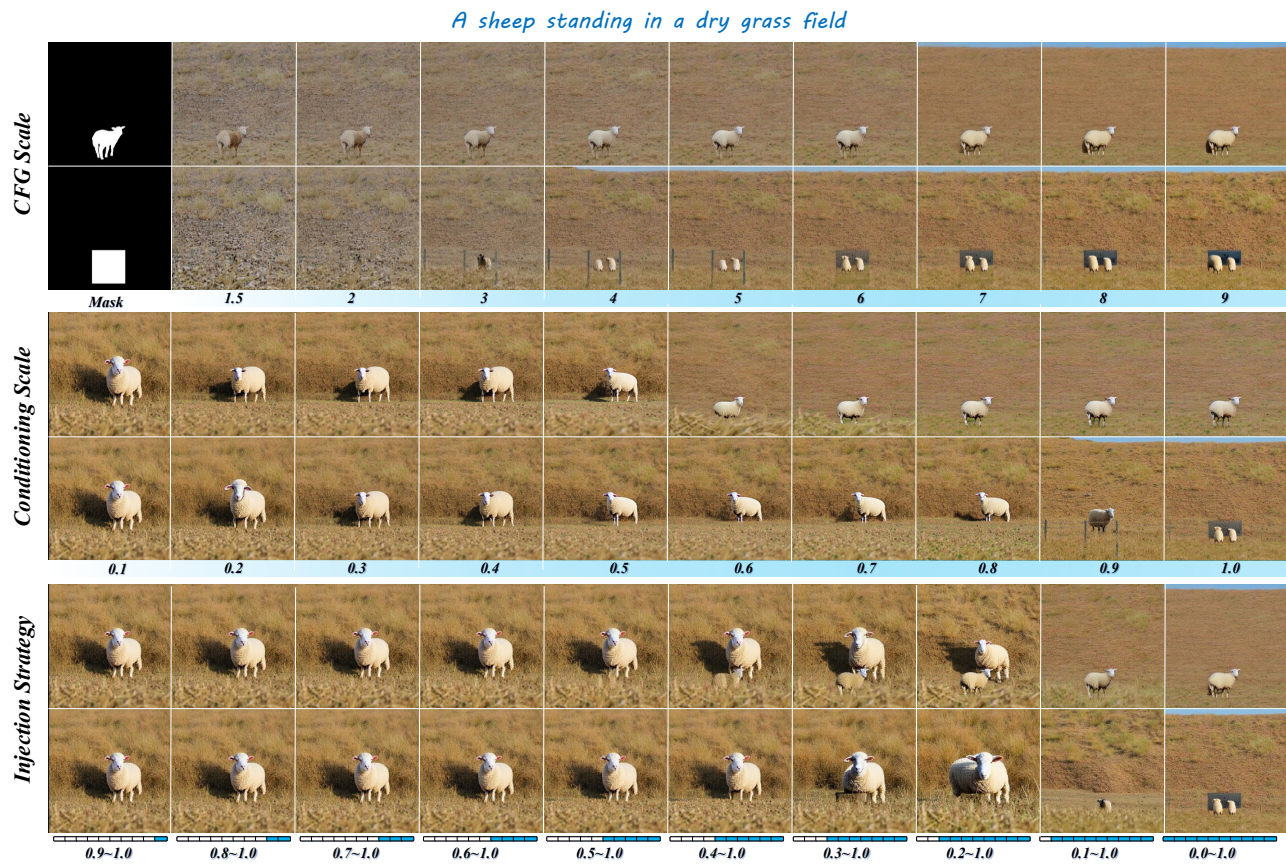 A sheep standing in a dry grass field
CFG Scale
Mask 1.5 2 3 4 5 6 7 8 9
Conditioning Scale
0.1 0.2 0.3 0.4 0.5 0.6 0.7 0.8 0.9 1.0
Injection Strategy
0.9~1.0 0.8~1.0 0.7~1.0 0.6~1.0 0.5~1.0 0.4~1.0 0.3~1.0 0.2~1.0 0.1~1.0 0.0~1.0